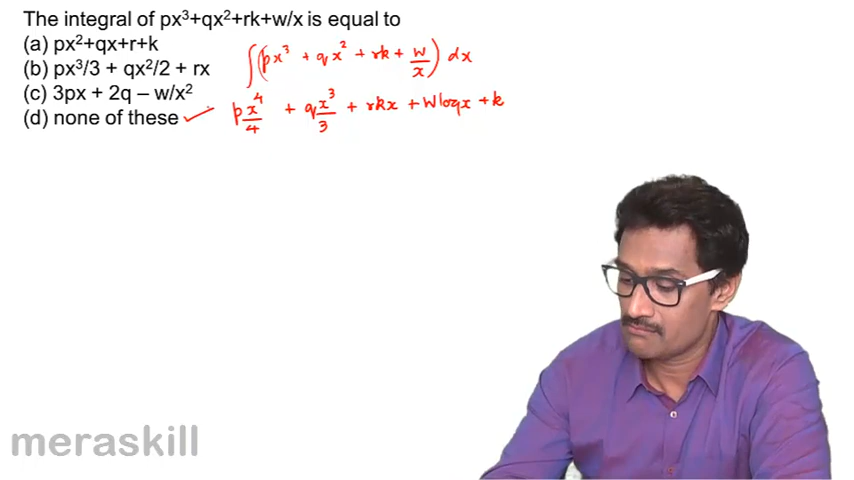 The integral of px³+qx²+rk+w/x is equal to
(a) px²+qx+r+k
(b) px³/3 + qx²/2 + rx
(c) 3px + 2q – w/x²
(d) none of these ✓
∫(px³ + qx² + rk + w/x) dx
px⁴/4 + qx³/3 + rkx + w logx + k
meraskill